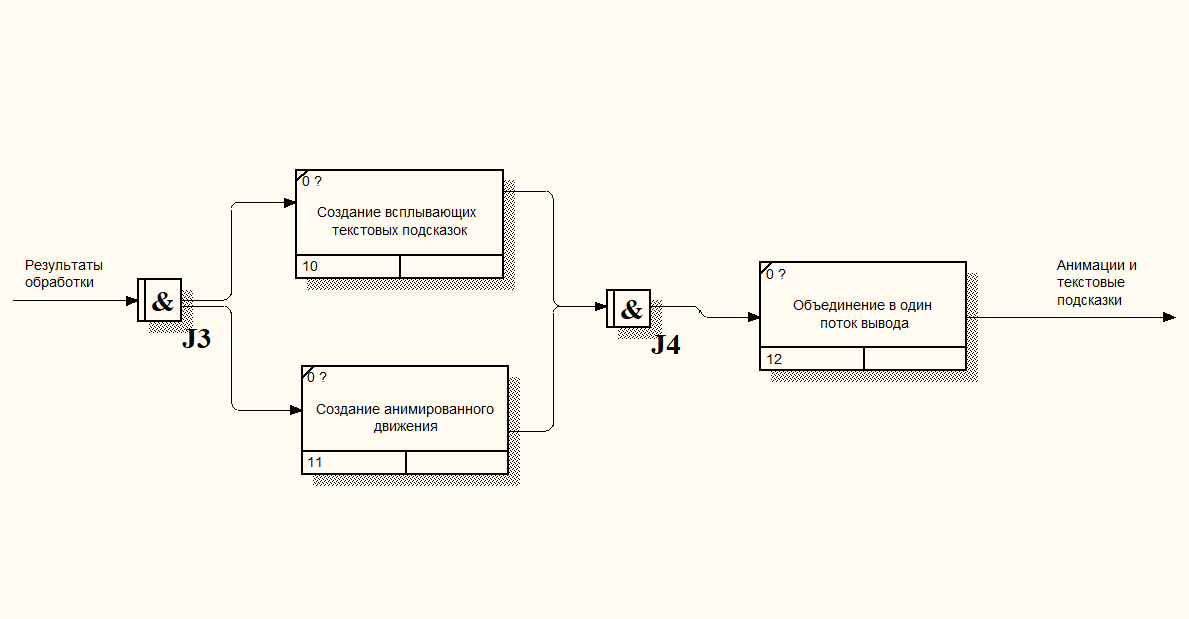 Результаты
обработки
&
J3
0 ?
Создание всплывающих
текстовых подсказок
10
0 ?
Создание анимированного
движения
11
&
J4
0 ?
Объединение в один
поток вывода
12
Анимации и
текстовые
подсказки